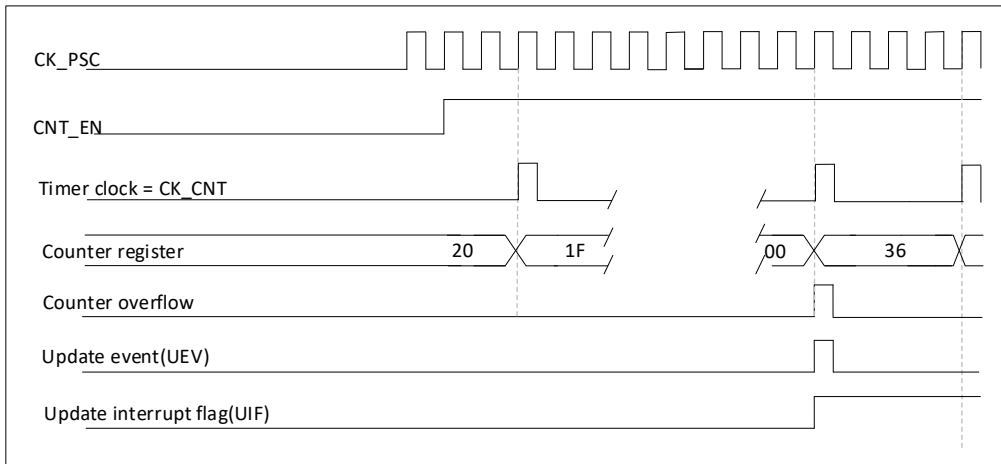 CK_PSC
CNT_EN
Timer clock = CK_CNT
Counter register 20 1F 00 36
Counter overflow
Update event(UEV)
Update interrupt flag(UIF)